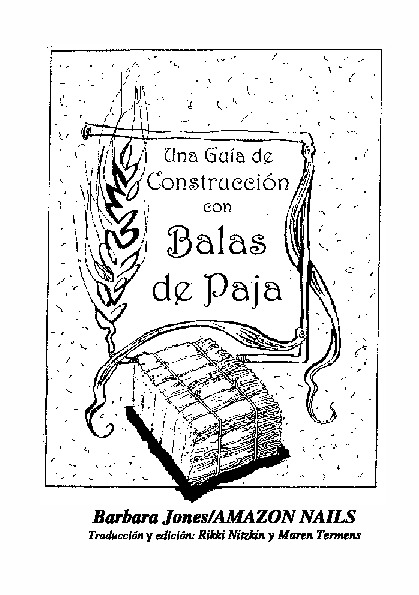 Una Guía de
Construcción
con
Balas
de Paja
Barbara Jones/AMAZON NAILS
Traducción y edición: Rikki Nitzkin y Maren Termens